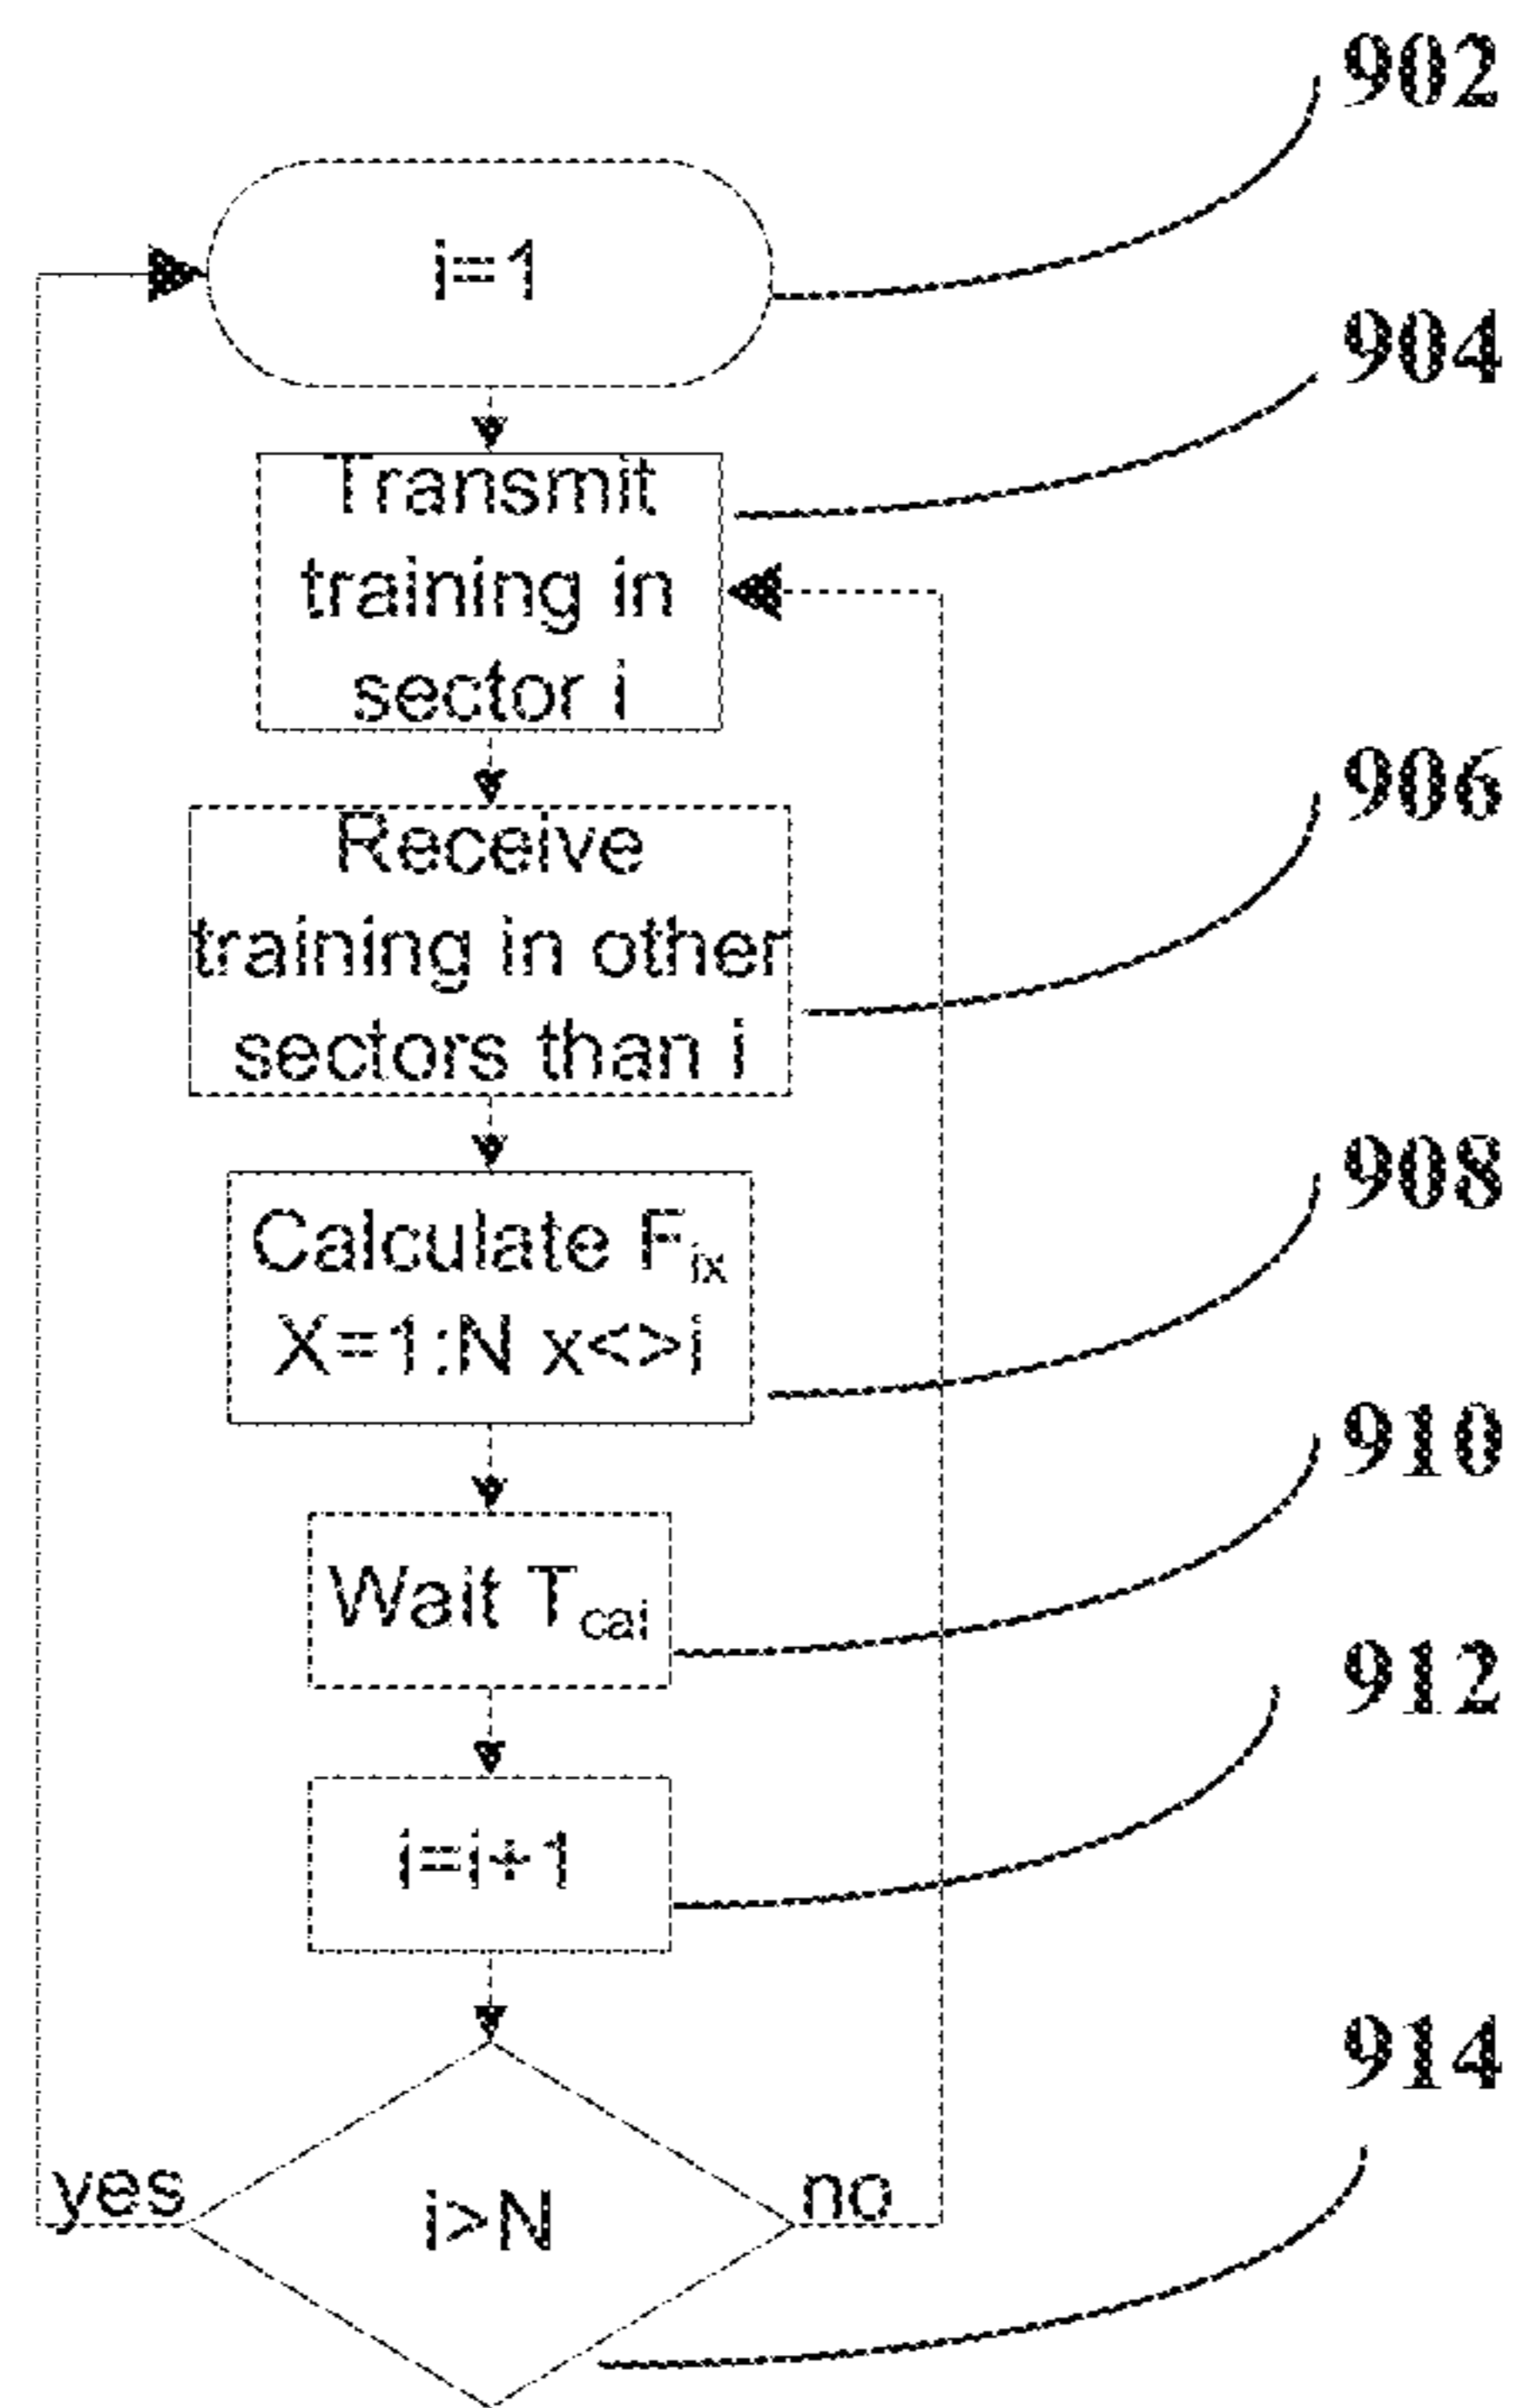 902
i=1
904
Transmit
training in
sector i
906
Receive
training in other
sectors than i
908
Calculate Fix
X=1:N x<>i
910
Wait Tcal
912
i=i+1
914
yes
i>N
no